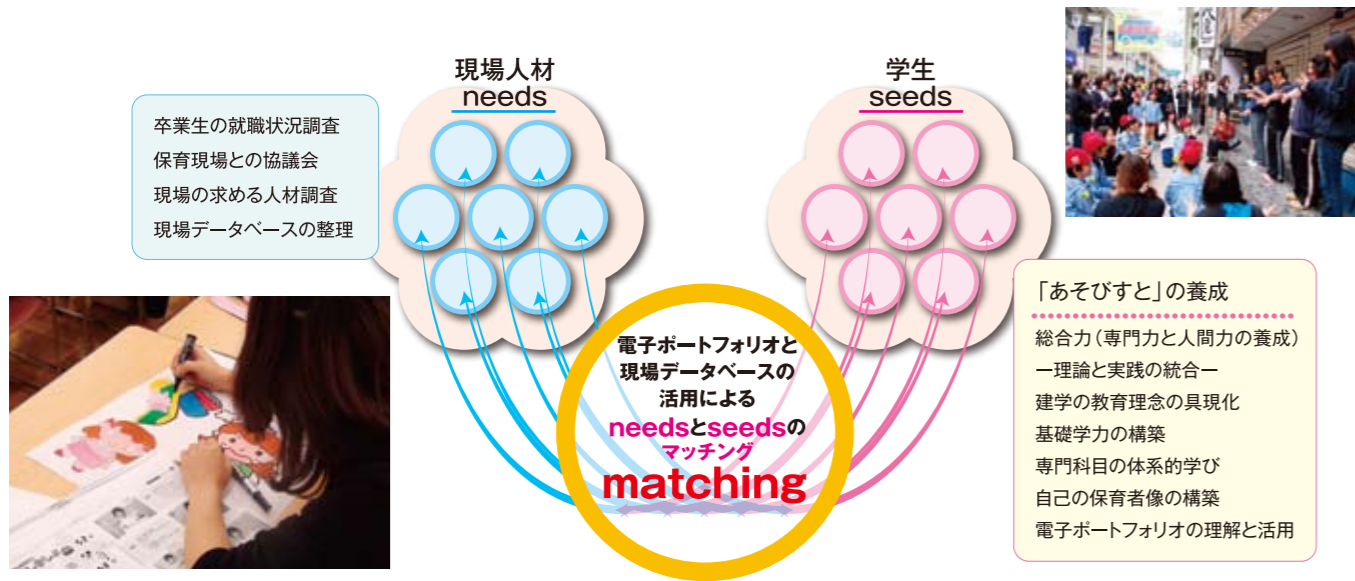 現場人材
needs
学生
seeds
卒業生の就職状況調査
保育現場との協議会
現場の求める人材調査
現場データベースの整理
電子ポートフォリオと
現場データベースの
活用による
needsとseedsの
マッチング
matching
「あそびすと」の養成
総合力(専門力と人間力の養成)
ー理論と実践の統合ー
建学の教育理念の具現化
基礎学力の構築
専門科目の体系的学び
自己の保育者像の構築
電子ポートフォリオの理解と活用